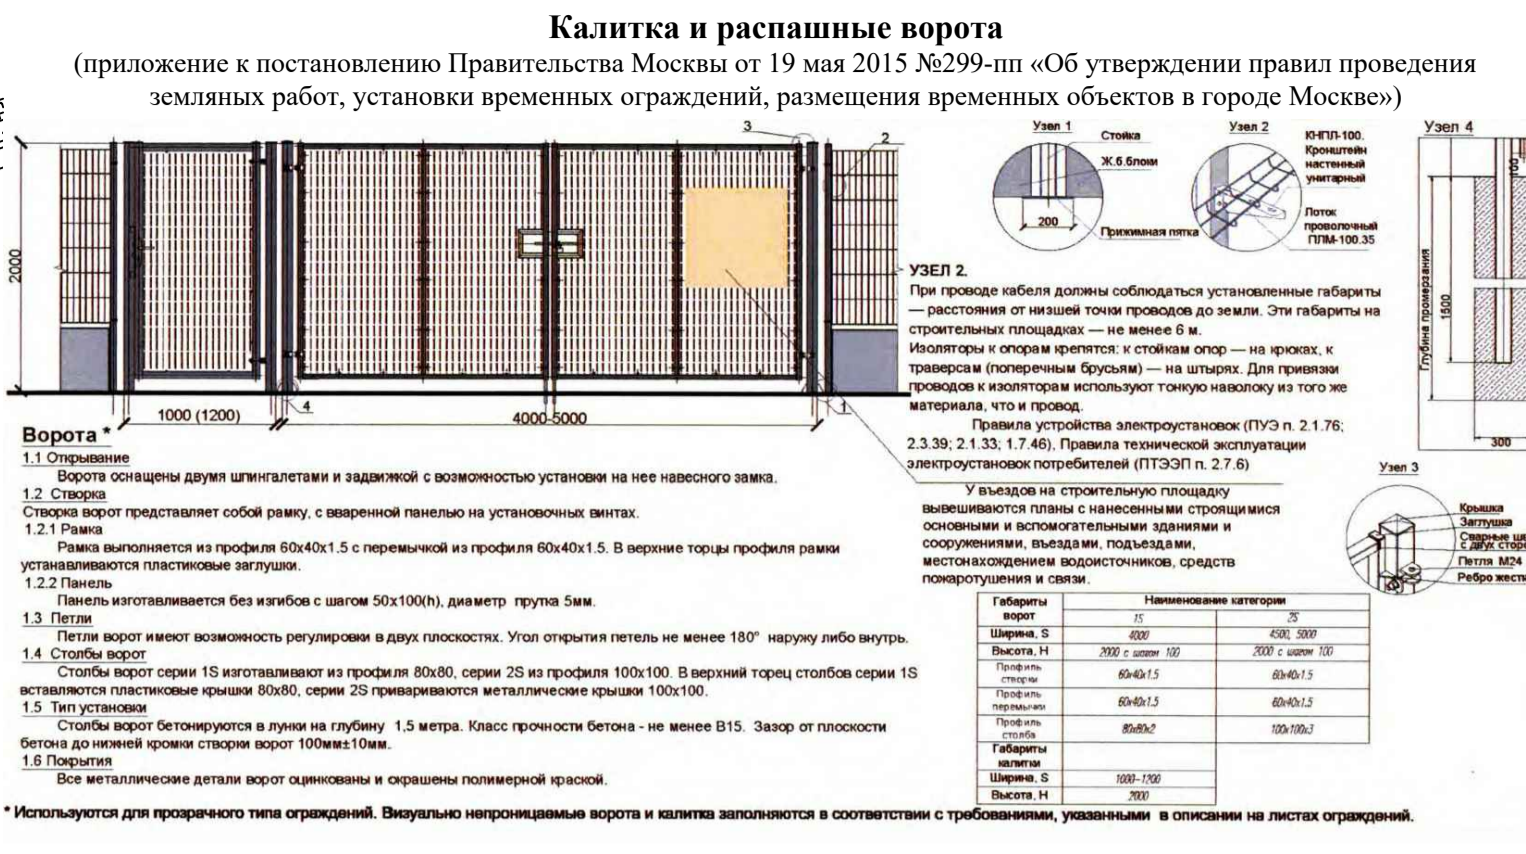 Калитка и распашные ворота
(приложение к постановлению Правительства Москвы от 19 мая 2015 №299-пп «Об утверждении правил проведения
земляных работ, установки временных ограждений, размещения временных объектов в городе Москве»)
3
2
2000
1000 (1200)
4
4000-5000
1
Узел 1
Стойка
Ж.б.блоки
200
Прижимная пятка
Узел 2
КНПЛ-100.
Кронштейн
настенный
унитарный
Лоток
проволочный
ПЛМ-100.35
Узел 4
100
Глубина промерзания
1500
300
УЗЕЛ 2.
При проводе кабеля должны соблюдаться установленные габариты
— расстояния от низшей точки проводов до земли. Эти габариты на
строительных площадках — не менее 6 м.
Изоляторы к опорам крепятся: к стойкам опор — на крюках, к
траверсам (поперечным брусьям) — на штырях. Для привязки
проводов к изоляторам используют тонкую наволоку из того же
материала, что и провод.
Правила устройства электроустановок (ПУЭ п. 2.1.76;
2.3.39; 2.1.33; 1.7.46), Правила технической эксплуатации
электроустановок потребителей (ПТЭЭП п. 2.7.6)
У въездов на строительную площадку
вывешиваются планы с нанесенными строящимися
основными и вспомогательными зданиями и
сооружениями, въездами, подъездами,
местонахождением водоисточников, средств
пожаротушения и связи.
Узел 3
Крышка
Заглушка
Сварные
с двух
Петля М24
Ребро
Ворота *
1.1 Открывание
Ворота оснащены двумя шпингалетами и задвижкой с возможностью установки на нее навесного замка.
1.2 Створка
Створка ворот представляет собой рамку, с вваренной панелью на установочных винтах.
1.2.1 Рамка
Рамка выполняется из профиля 60х40х1.5 с перемычкой из профиля 60х40х1.5. В верхние торцы профиля рамки
устанавливаются пластиковые заглушки.
1.2.2 Панель
Панель изготавливается без изгибов с шагом 50х100(h), диаметр прутка 5мм.
1.3 Петли
Петли ворот имеют возможность регулировки в двух плоскостях. Угол открытия петель не менее 180° наружу либо внутрь.
1.4 Столбы ворот
Столбы ворот серии 1S изготавливают из профиля 80х80, серии 2S из профиля 100х100. В верхний торец столбов серии 1S
вставляются пластиковые крышки 80х80, серии 2S привариваются металлические крышки 100х100.
1.5 Тип установки
Столбы ворот бетонируются в лунки на глубину 1,5 метра. Класс прочности бетона - не менее В15. Зазор от плоскости
бетона до нижней кромки створки ворот 100мм±10мм.
1.6 Покрытия
Все металлические детали ворот оцинкованы и окрашены полимерной краской.
Габариты ворот Наименование категории
1S 2S
Ширина, S 4000 4500, 5000
Высота, Н 2000 с шагом 100 2000 с шагом 100
Профиль створки 60х40х1.5 60х40х1.5
Профиль перемычки 60х40х1.5 60х40х1.5
Профиль столба 80х80х2 100х100х3
Габариты калитки
Ширина, S 1000-1200
Высота, Н 2000
* Используются для прозрачного типа ограждений. Визуально непроницаемые ворота и калитка заполняются в соответствии с требованиями, указанными в описании на листах ограждений.